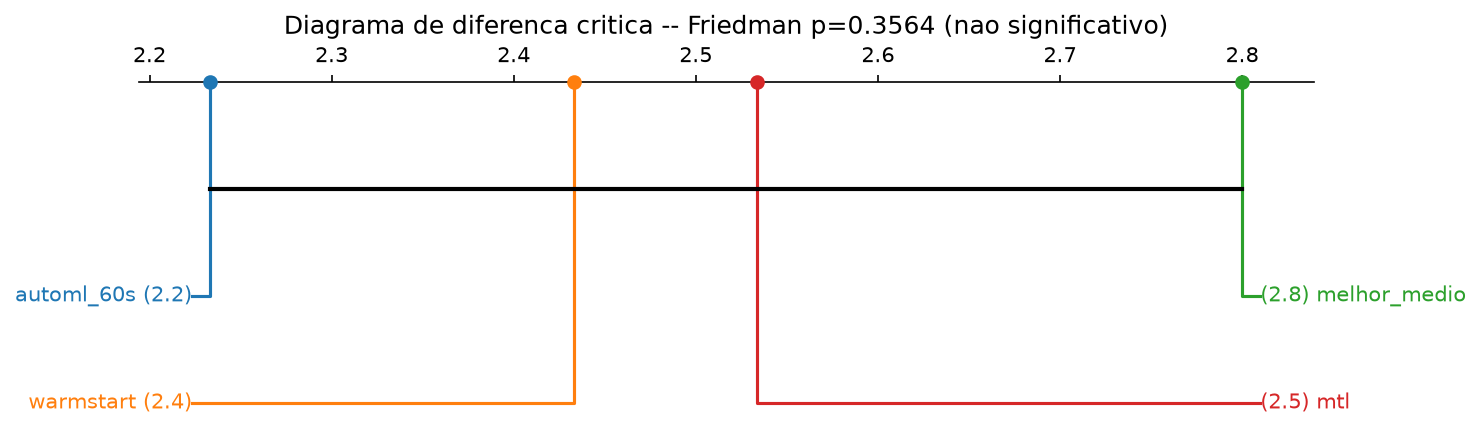 Diagrama de diferenca critica -- Friedman p=0.3564 (nao significativo)
2.2 2.3 2.4 2.5 2.6 2.7 2.8
automl_60s (2.2) (2.8) melhor_medio
warmstart (2.4) (2.5) mtl